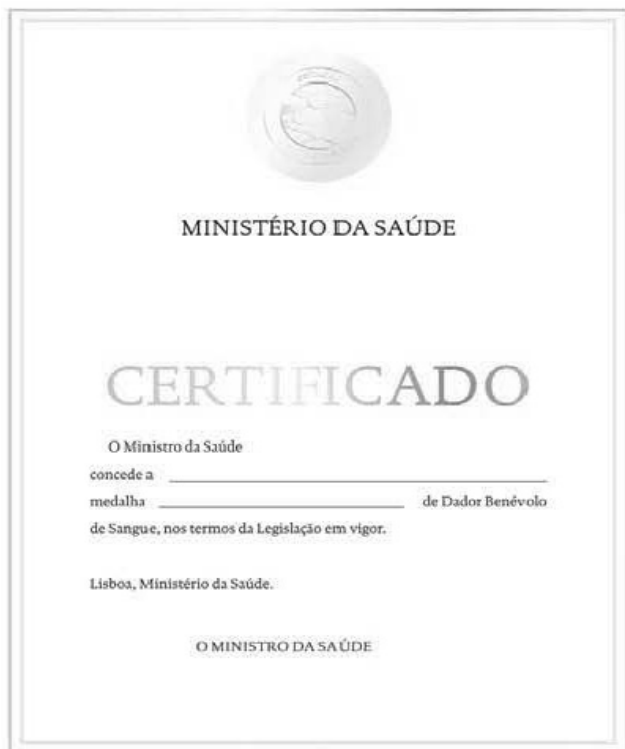 MINISTÉRIO DA SAÚDE
CERTIFICADO
O Ministro da Saúde
concede a
medalha de Dador Benévolo
de Sangue, nos termos da Legislação em vigor.
Lisboa, Ministério da Saúde.
O MINISTRO DA SAÚDE